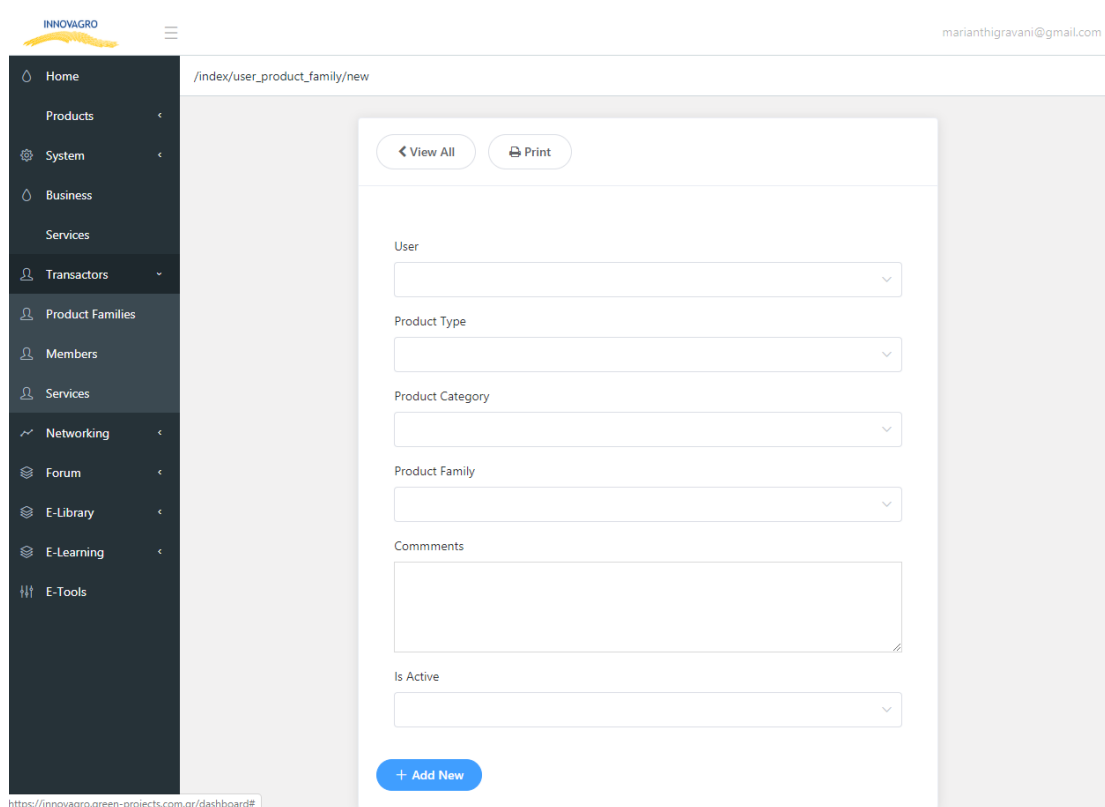 INNOVAGRO
marianthigravani@gmail.com
Home
/index/user_product_family/new
Products
View All
Print
System
Business
Services
User
Transactors
Product Families
Product Type
Members
Services
Product Category
Networking
Product Family
Forum
E-Library
Commments
E-Learning
E-Tools
Is Active
+ Add New
https://innovagro.green-projects.com.gr/dashboard#